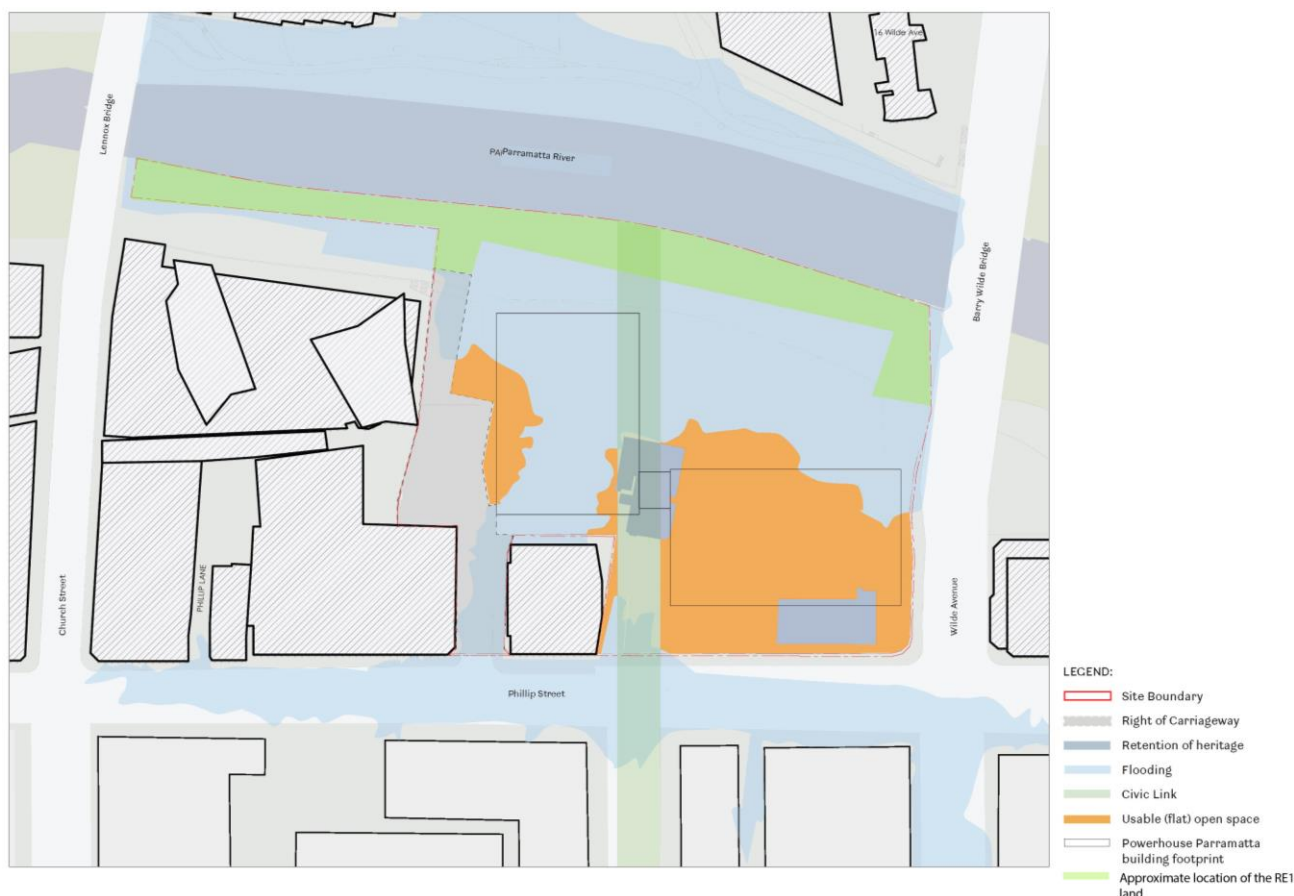 16 Wilde Ave
Lennox Bridge
PA
Parramatta River
Barry Wilde Bridge
Church Street
PHILLIP LANE
Wilde Avenue
Phillip Street
LEGEND:
Site Boundary
Right of Carriageway
Retention of heritage
Flooding
Civic Link
Usable (flat) open space
Powerhouse Parramatta
building footprint
Approximate location of the RE1
land